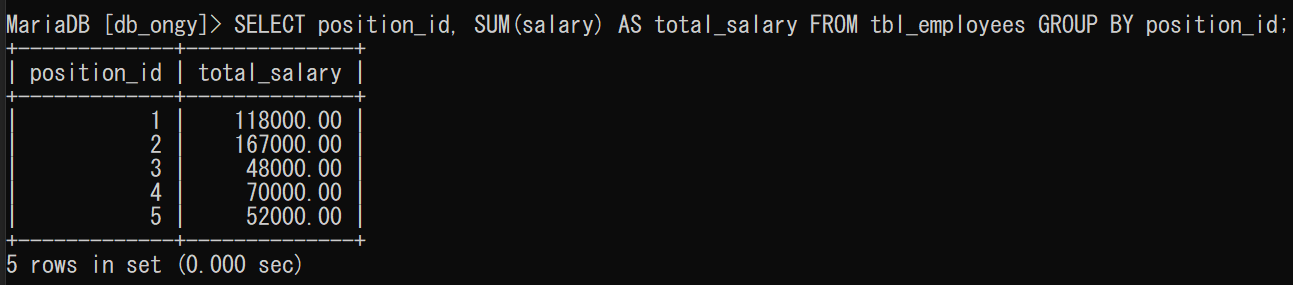 MariaDB [db_ongy]> SELECT position_id, SUM(salary) AS total_salary FROM tbl_employees GROUP BY position_id;
+-------------+--------------+
| position_id | total_salary |
+-------------+--------------+
|           1 |    118000.00 |
|           2 |    167000.00 |
|           3 |     48000.00 |
|           4 |     70000.00 |
|           5 |     52000.00 |
+-------------+--------------+
5 rows in set (0.000 sec)